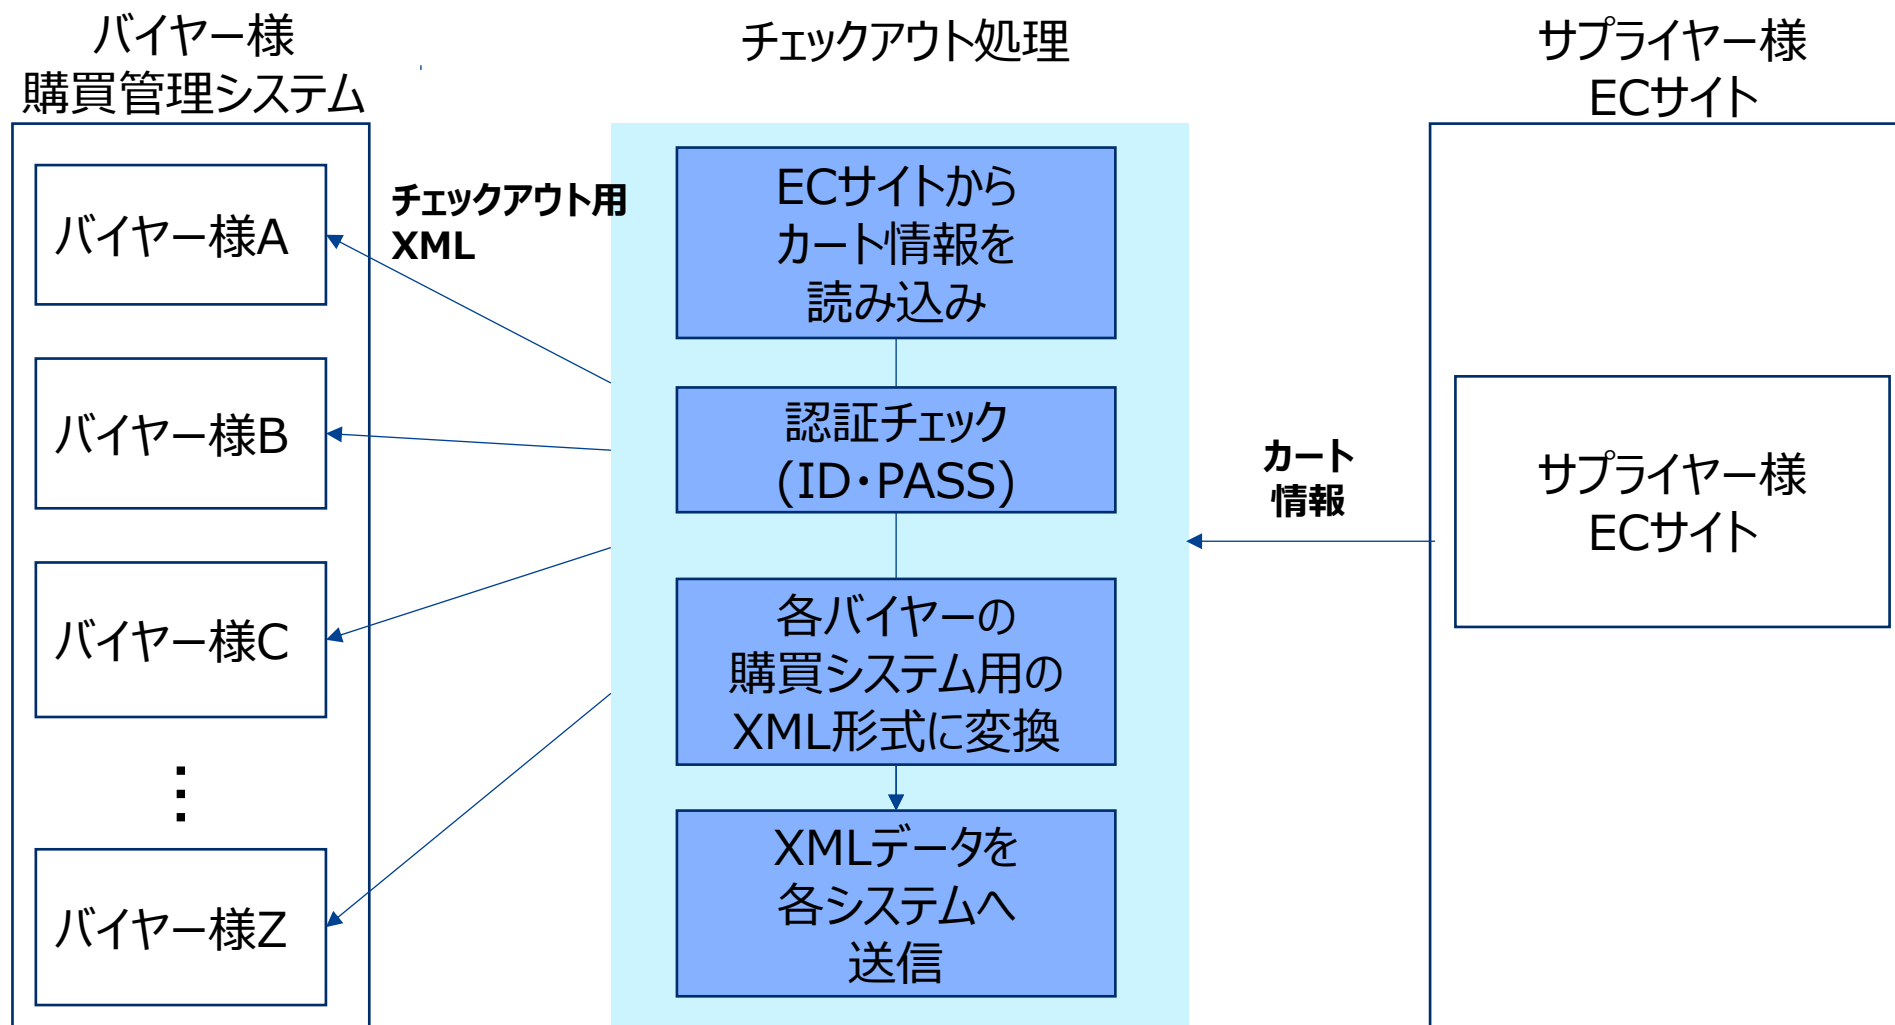 バイヤー様
購買管理システム
チェックアウト処理
サプライヤー様
ECサイト
バイヤー様A
バイヤー様B
バイヤー様C
⋮
バイヤー様Z
チェックアウト用
XML
ECサイトから
カート情報を
読み込み
認証チェック
(ID・PASS)
各バイヤーの
購買システム用の
XML形式に変換
XMLデータを
各システムへ
送信
カート
情報
サプライヤー様
ECサイト